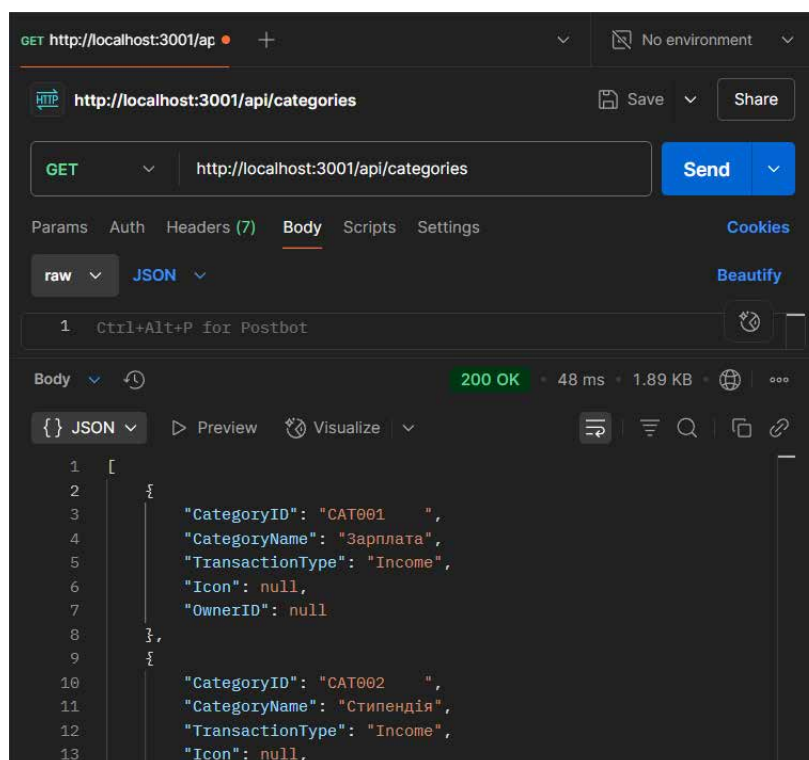 GET http://localhost:3001/ap
No environment
HTTP http://localhost:3001/api/categories Save Share
GET http://localhost:3001/api/categories Send
Params Auth Headers (7) Body Scripts Settings Cookies
raw JSON Beautify
1 Ctrl+Alt+P for Postbot
Body 200 OK 48 ms 1.89 KB
{} JSON Preview Visualize
1 [
2 {
3 "CategoryID": "CAT001    ",
4 "CategoryName": "Зарплата",
5 "TransactionType": "Income",
6 "Icon": null,
7 "OwnerID": null
8 },
9 {
10 "CategoryID": "CAT002    ",
11 "CategoryName": "Стипендія",
12 "TransactionType": "Income",
13 "Icon": null,